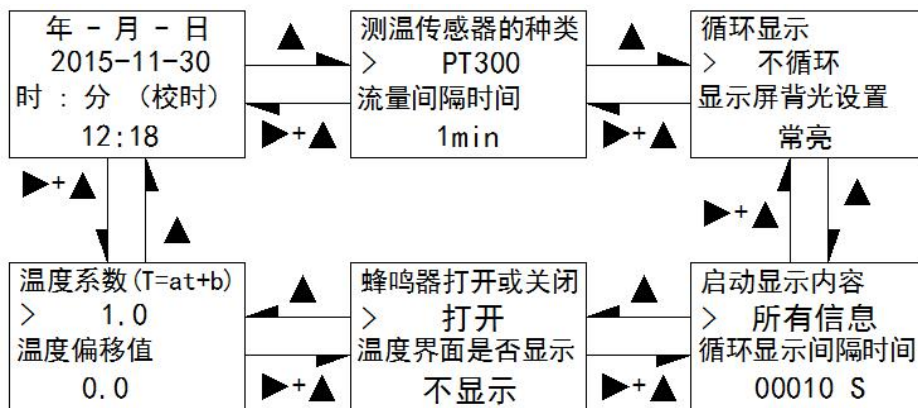 年－月－日
2015-11-30
时：分 （校时）
12:18
▲
▶+▲
测温传感器的种类
> PT300
流量间隔时间
1min
▲
▶+▲
循环显示
> 不循环
显示屏背光设置
常亮
▶+▲
▲
▶+▲
▲
温度系数(T=at+b)
> 1.0
温度偏移值
0.0
▲
▶+▲
蜂鸣器打开或关闭
> 打开
温度界面是否显示
不显示
▲
▶+▲
启动显示内容
> 所有信息
循环显示间隔时间
00010 S